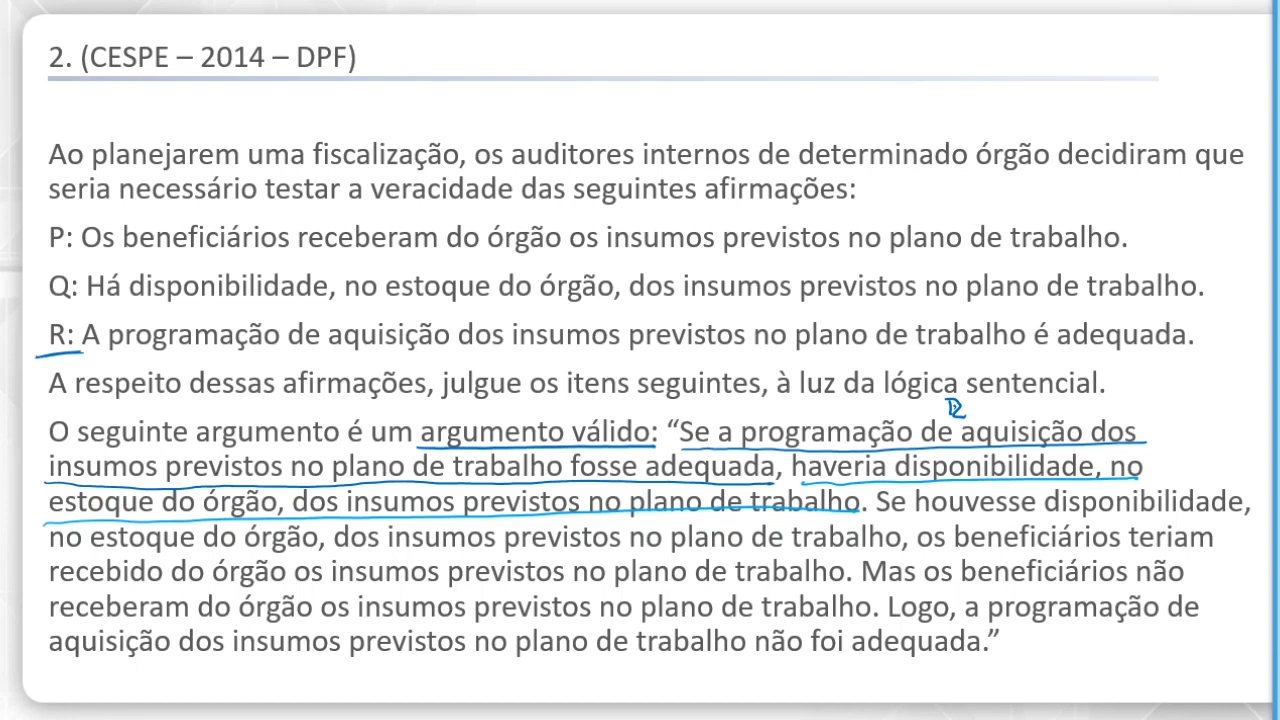 2. (CESPE – 2014 – DPF)
Ao planejarem uma fiscalização, os auditores internos de determinado órgão decidiram que
seria necessário testar a veracidade das seguintes afirmações:
P: Os beneficiários receberam do órgão os insumos previstos no plano de trabalho.
Q: Há disponibilidade, no estoque do órgão, dos insumos previstos no plano de trabalho.
R: A programação de aquisição dos insumos previstos no plano de trabalho é adequada.
A respeito dessas afirmações, julgue os itens seguintes, à luz da lógica sentencial.
R
O seguinte argumento é um argumento válido: “Se a programação de aquisição dos
insumos previstos no plano de trabalho fosse adequada, haveria disponibilidade, no
estoque do órgão, dos insumos previstos no plano de trabalho. Se houvesse disponibilidade,
no estoque do órgão, dos insumos previstos no plano de trabalho, os beneficiários teriam
recebido do órgão os insumos previstos no plano de trabalho. Mas os beneficiários não
receberam do órgão os insumos previstos no plano de trabalho. Logo, a programação de
aquisição dos insumos previstos no plano de trabalho não foi adequada.”